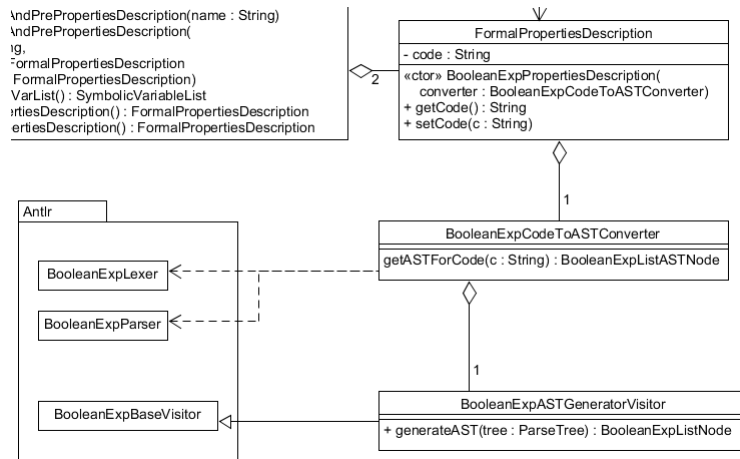 AndPrePropertiesDescription(name : String)
AndPrePropertiesDescription(
ng,
FormalPropertiesDescription
FormalPropertiesDescription)
VarList() : SymbolicVariableList
ertiesDescription() : FormalPropertiesDescription
ertiesDescription() : FormalPropertiesDescription
2
FormalPropertiesDescription
- code : String
«ctor» BooleanExpPropertiesDescription(
converter : BooleanExpCodeToASTConverter)
+ getCode() : String
+ setCode(c : String)
1
Antlr
BooleanExpLexer
BooleanExpParser
BooleanExpBaseVisitor
BooleanExpCodeToASTConverter
getASTForCode(c : String) : BooleanExpListASTNode
1
BooleanExpASTGeneratorVisitor
+ generateAST(tree : ParseTree) : BooleanExpListNode